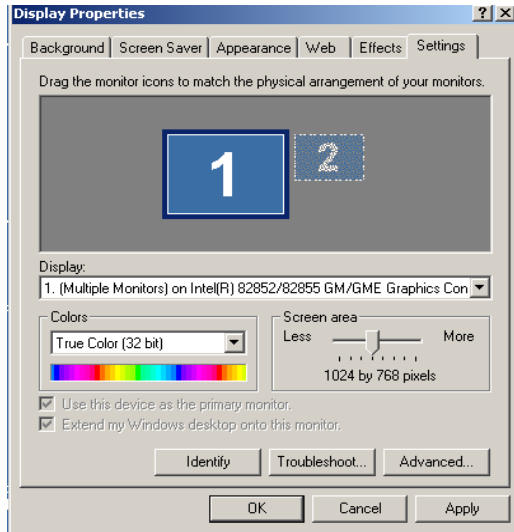 Display Properties
Background Screen Saver Appearance Web Effects Settings
Drag the monitor icons to match the physical arrangement of your monitors.
1 2
Display:
1. (Multiple Monitors) on Intel(R) 82852/82855 GM/GME Graphics Con
Colors Screen area
True Color (32 bit) Less More
1024 by 768 pixels
Use this device as the primary monitor.
Extend my Windows desktop onto this monitor.
Identify Troubleshoot... Advanced...
OK Cancel Apply